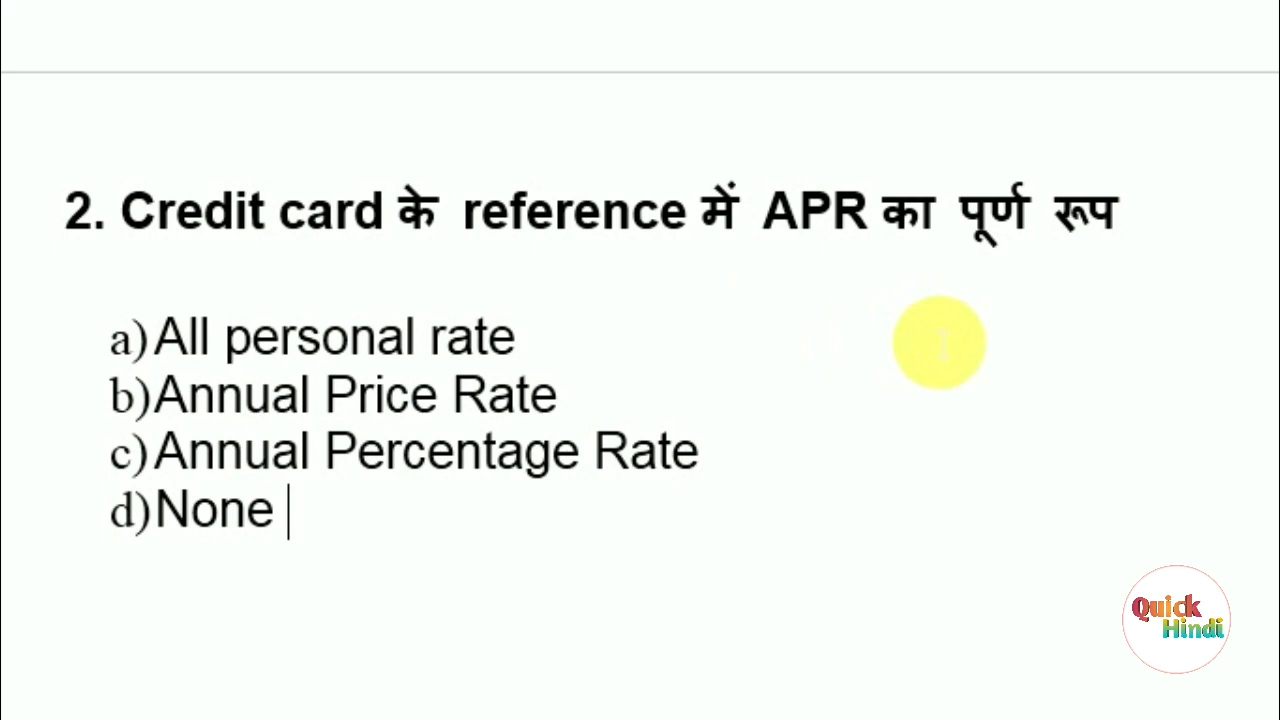 2. Credit card के reference में APR का पूर्ण रूप
a) All personal rate
b) Annual Price Rate
c) Annual Percentage Rate
d) None
Quick
Hindi